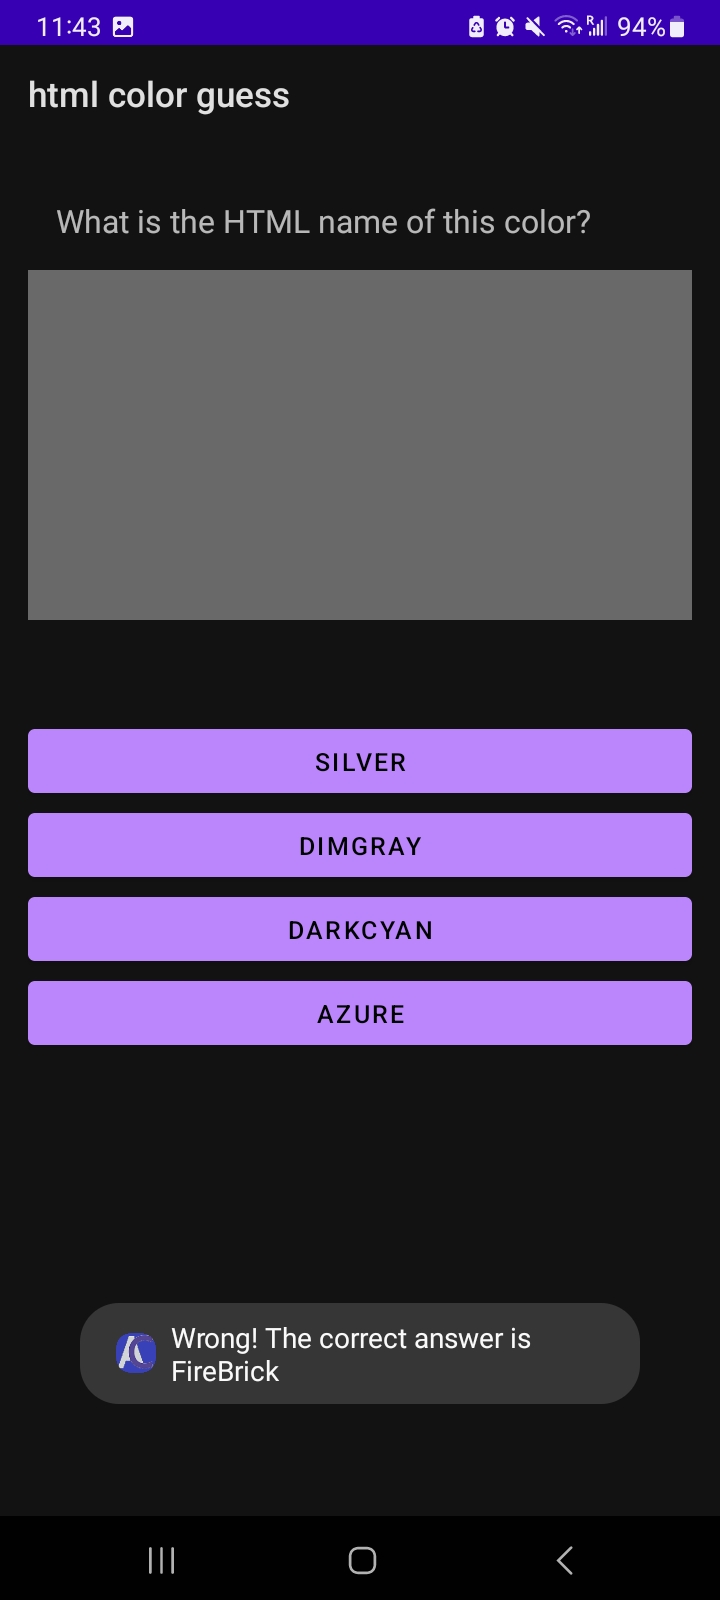 11:43
R
94%
html color guess
What is the HTML name of this color?
SILVER
DIMGRAY
DARKCYAN
AZURE
Wrong! The correct answer is
FireBrick